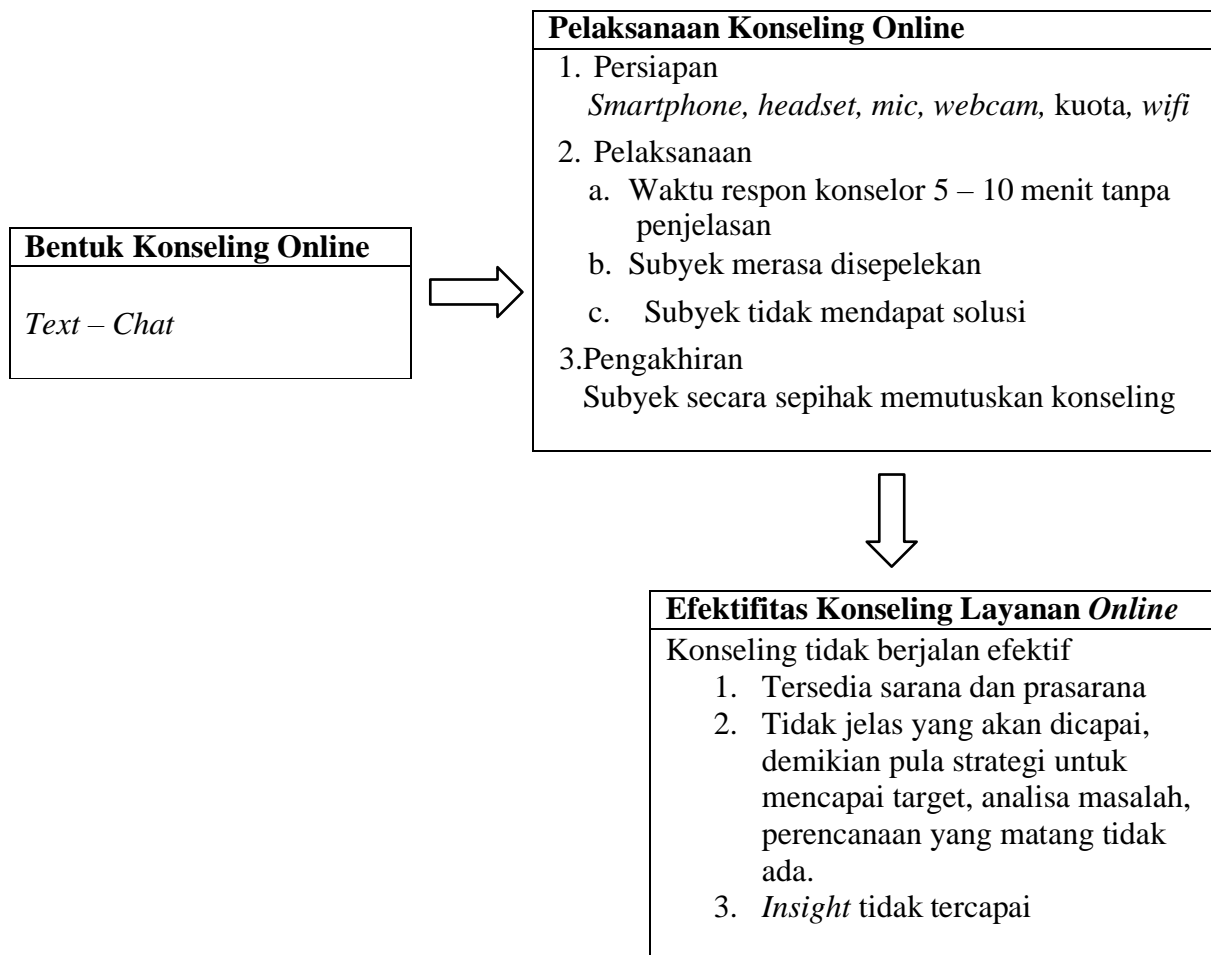 Bentuk Konseling Online
Text – Chat
Pelaksanaan Konseling Online
1. Persiapan
Smartphone, headset, mic, webcam, kuota, wifi
2. Pelaksanaan
a. Waktu respon konselor 5 – 10 menit tanpa
penjelasan
b. Subyek merasa disepelekan
c. Subyek tidak mendapat solusi
3.Pengakhiran
Subyek secara sepihak memutuskan konseling
Efektifitas Konseling Layanan Online
Konseling tidak berjalan efektif
1. Tersedia sarana dan prasarana
2. Tidak jelas yang akan dicapai,
demikian pula strategi untuk
mencapai target, analisa masalah,
perencanaan yang matang tidak
ada.
3. Insight tidak tercapai